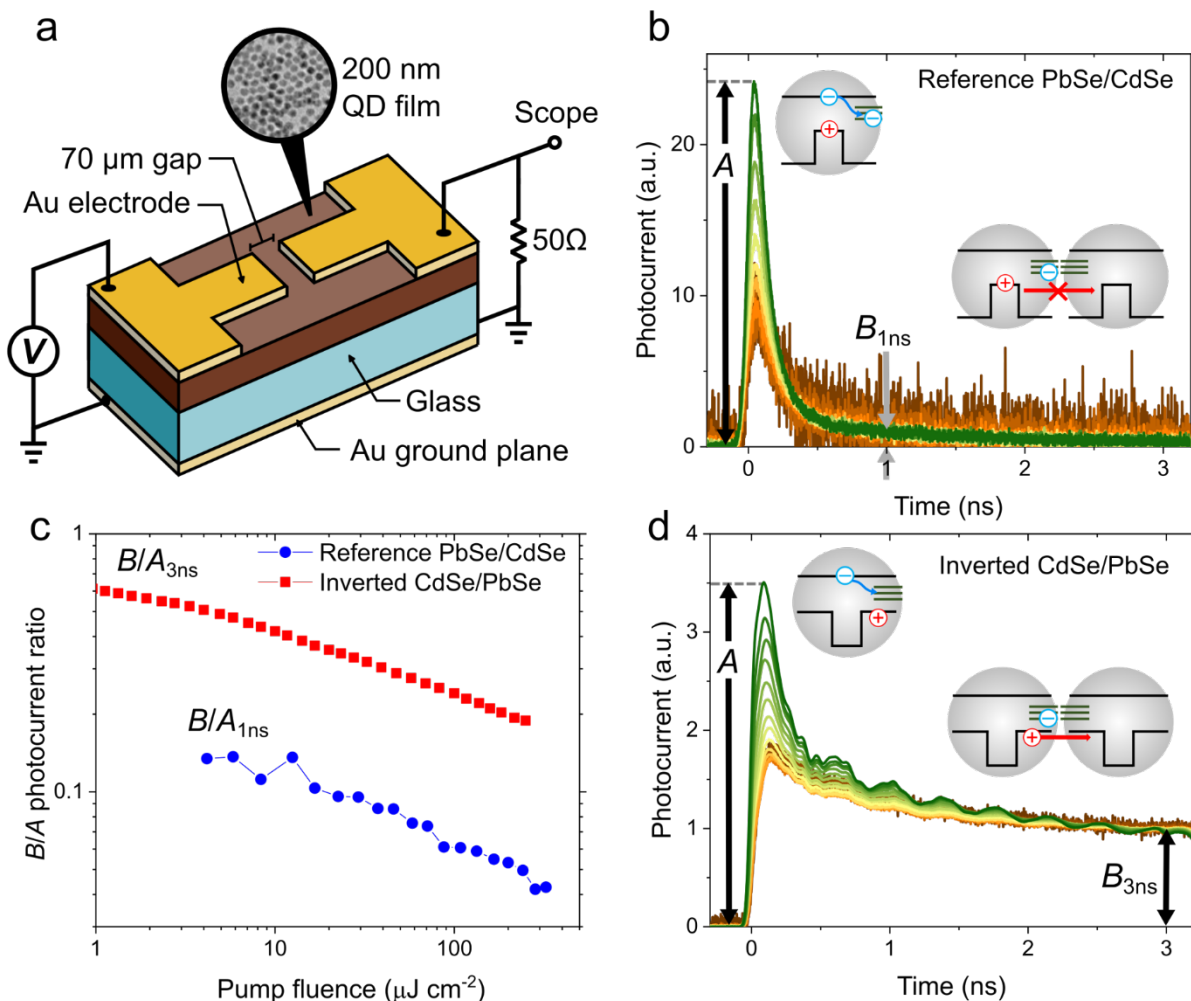 a
200 nm
QD film
Scope
70 μm gap
Au electrode
50Ω
V
Glass
Au ground plane
b
Reference PbSe/CdSe
A
B1ns
Photocurrent (a.u.)
20
10
0
0 1 2 3
Time (ns)
c
B/A3ns
Reference PbSe/CdSe
Inverted CdSe/PbSe
B/A1ns
B/A photocurrent ratio
1
0.1
1 10 100
Pump fluence (μJ cm-2)
d
Inverted CdSe/PbSe
A
B3ns
Photocurrent (a.u.)
4
3
2
1
0
0 1 2 3
Time (ns)